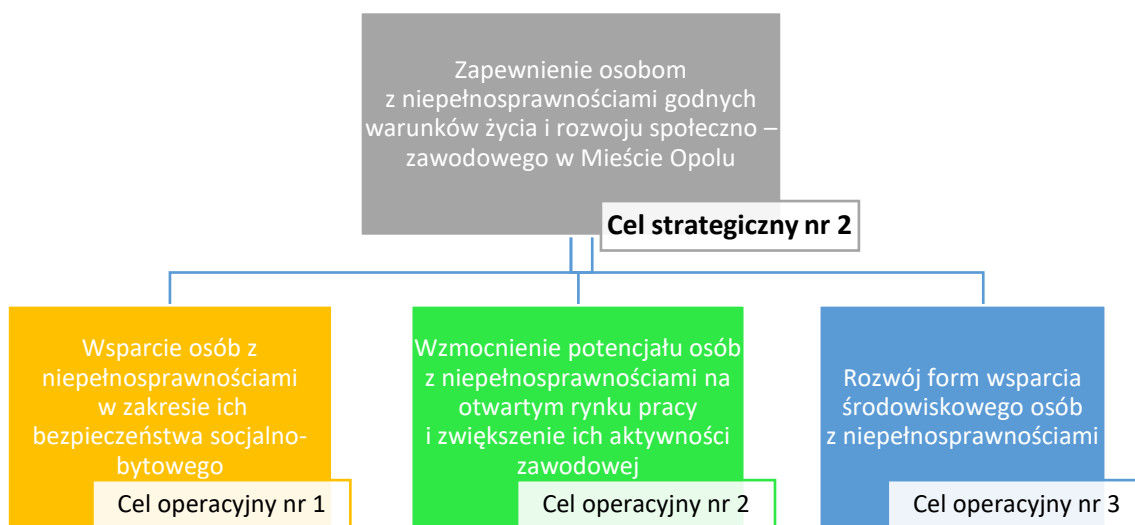 Zapewnienie osobom
z niepełnosprawnościami godnych
warunków życia i rozwoju społeczno –
zawodowego w Mieście Opolu
Cel strategiczny nr 2
Wsparcie osób z
niepełnosprawnościami
w zakresie ich
bezpieczeństwa socjalno-
bytowego
Cel operacyjny nr 1
Wzmocnienie potencjału osób
z niepełnosprawnościami na
otwartym rynku pracy
i zwiększenie ich aktywności
zawodowej
Cel operacyjny nr 2
Rozwój form wsparcia
środowiskowego osób
z niepełnosprawnościami
Cel operacyjny nr 3